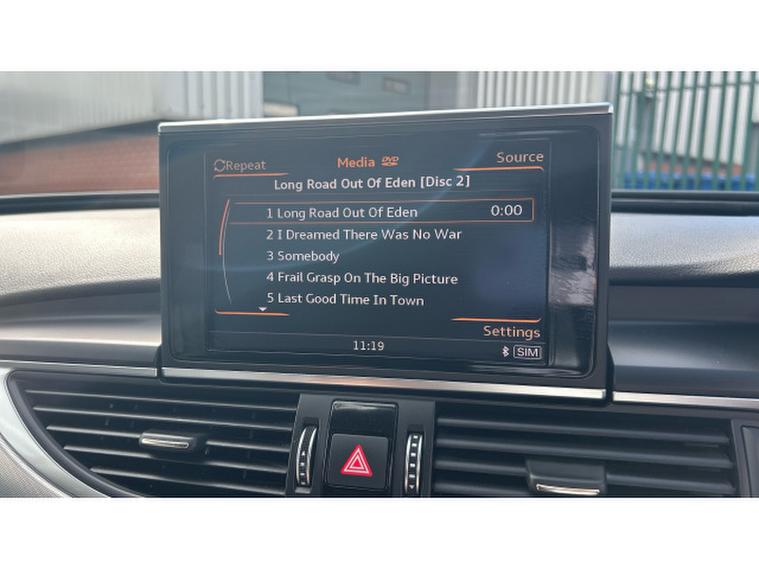 Repeat Media DVD Source
Long Road Out Of Eden [Disc 2]
1 Long Road Out Of Eden 0:00
2 I Dreamed There Was No War
3 Somebody
4 Frail Grasp On The Big Picture
5 Last Good Time In Town
Settings
11:19 SIM